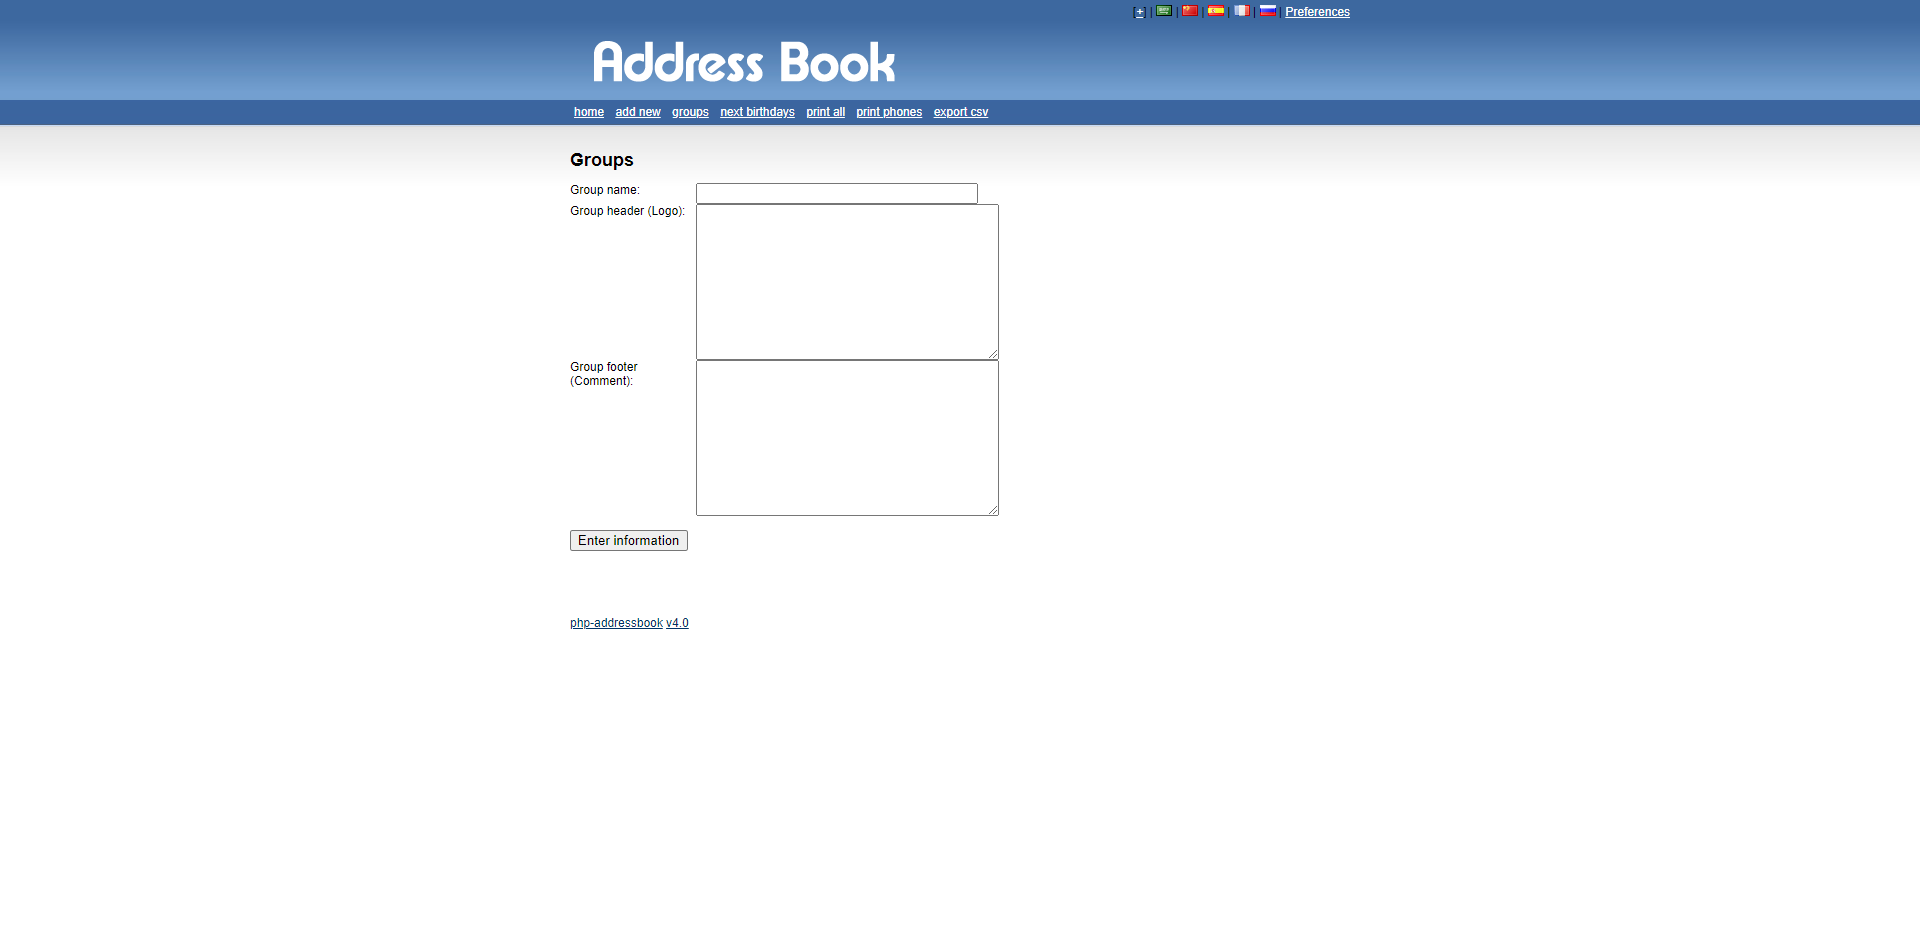 [+] | | | | | | Preferences
Address Book
home add new groups next birthdays print all print phones export csv
Groups
Group name:
Group header (Logo):
Group footer
(Comment):
Enter information
php-addressbook v4.0